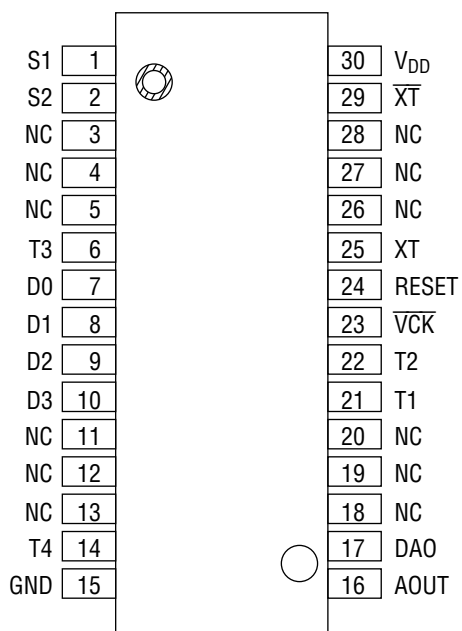 S1 1 30 V_DD
S2 2 29 X̅T̅
NC 3 28 NC
NC 4 27 NC
NC 5 26 NC
T3 6 25 XT
D0 7 24 RESET
D1 8 23 V̅C̅K̅
D2 9 22 T2
D3 10 21 T1
NC 11 20 NC
NC 12 19 NC
NC 13 18 NC
T4 14 17 DAO
GND 15 16 AOUT